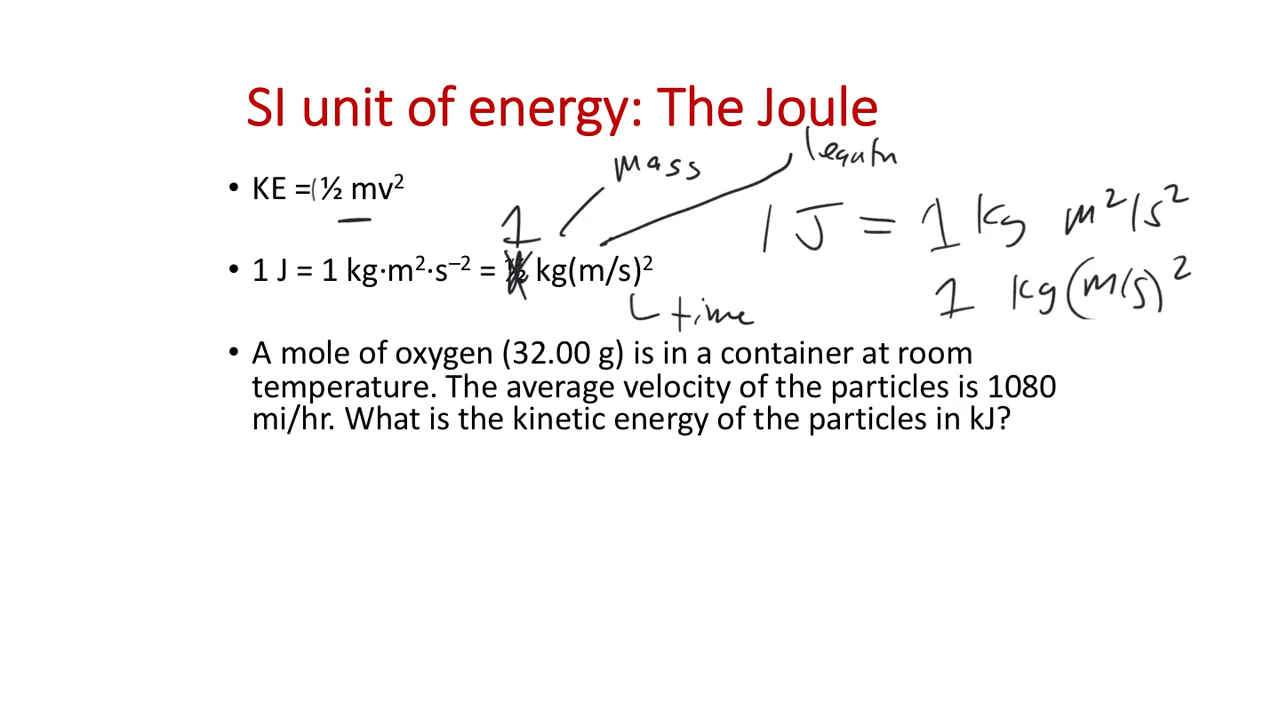 SI unit of energy: The Joule
mass
• KE = (½ mv²
1 J = 1 kg m²/s²
1
• 1 J = 1 kg·m²·s⁻² = kg(m/s)²
1 kg (m/s)²
time
• A mole of oxygen (32.00 g) is in a container at room
temperature. The average velocity of the particles is 1080
mi/hr. What is the kinetic energy of the particles in kJ?